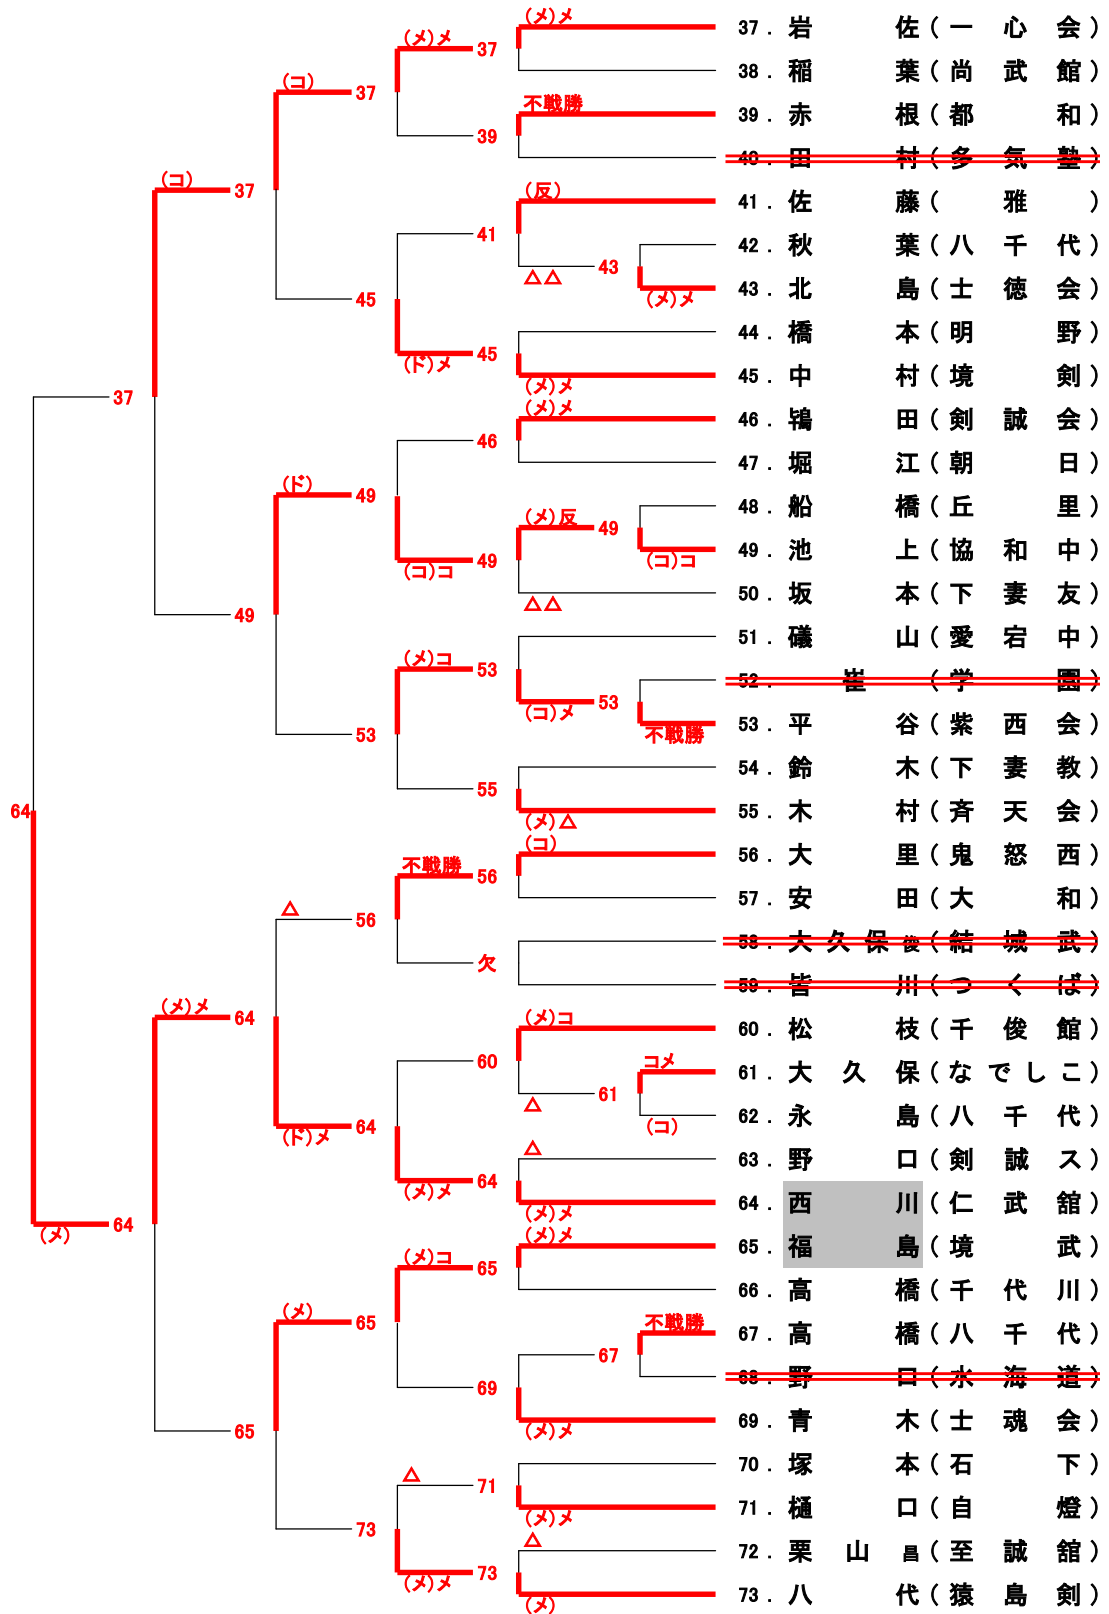 (メ)メ 37. 岩 佐(一 心 会)
(メ)メ 37
38. 稲 葉(尚 武 館)
(コ) 37
不戦勝 39. 赤 根(都 和)
39
40. 田 村(多 気 塾)
(コ) 37
(反) 41. 佐 藤( 雅 )
41
42. 秋 葉(八 千 代)
△△ 43
(メ)メ 43. 北 島(士 徳 会)
45
44. 橋 本(明 野)
(ド)メ 45
(メ)メ 45. 中 村(境 剣)
37
(メ)メ 46. 鴇 田(剣 誠 会)
46
47. 堀 江(朝 日)
(ド) 49
48. 船 橋(丘 里)
(メ)反 49
(コ)コ 49. 池 上(協 和 中)
(コ)コ 49
△△ 50. 坂 本(下 妻 友)
49
51. 礒 山(愛 宕 中)
(メ)コ 53
52. 崔 (学 園)
(コ)メ 53
不戦勝 53. 平 谷(紫 西 会)
53
54. 鈴 木(下 妻 教)
55
(メ)△ 55. 木 村(斉 天 会)
64
(コ) 56. 大 里(鬼 怒 西)
不戦勝 56
57. 安 田(大 和)
△ 56
58. 大 久 保 俊(結 城 武)
欠
59. 皆 川(つ く ば)
(メ)メ 64
(メ)コ 60. 松 枝(千 俊 館)
60
コメ 61. 大 久 保(な で し こ)
△ 61
(コ) 62. 永 島(八 千 代)
(ド)メ 64
△ 63. 野 口(剣 誠 ス)
(メ)メ 64
(メ)メ 64. 西 川(仁 武 舘)
(メ) 64
(メ)メ 65. 福 島(境 武)
(メ)コ 65
66. 高 橋(千 代 川)
(メ) 65
不戦勝 67. 高 橋(八 千 代)
67
68. 野 口(水 海 道)
69
(メ)メ 69. 青 木(士 魂 会)
65
70. 塚 本(石 下)
△ 71
(メ)メ 71. 樋 口(自 燈)
73
△ 72. 栗 山 昌(至 誠 舘)
(メ)メ 73
(メ) 73. 八 代(猿 島 剣)